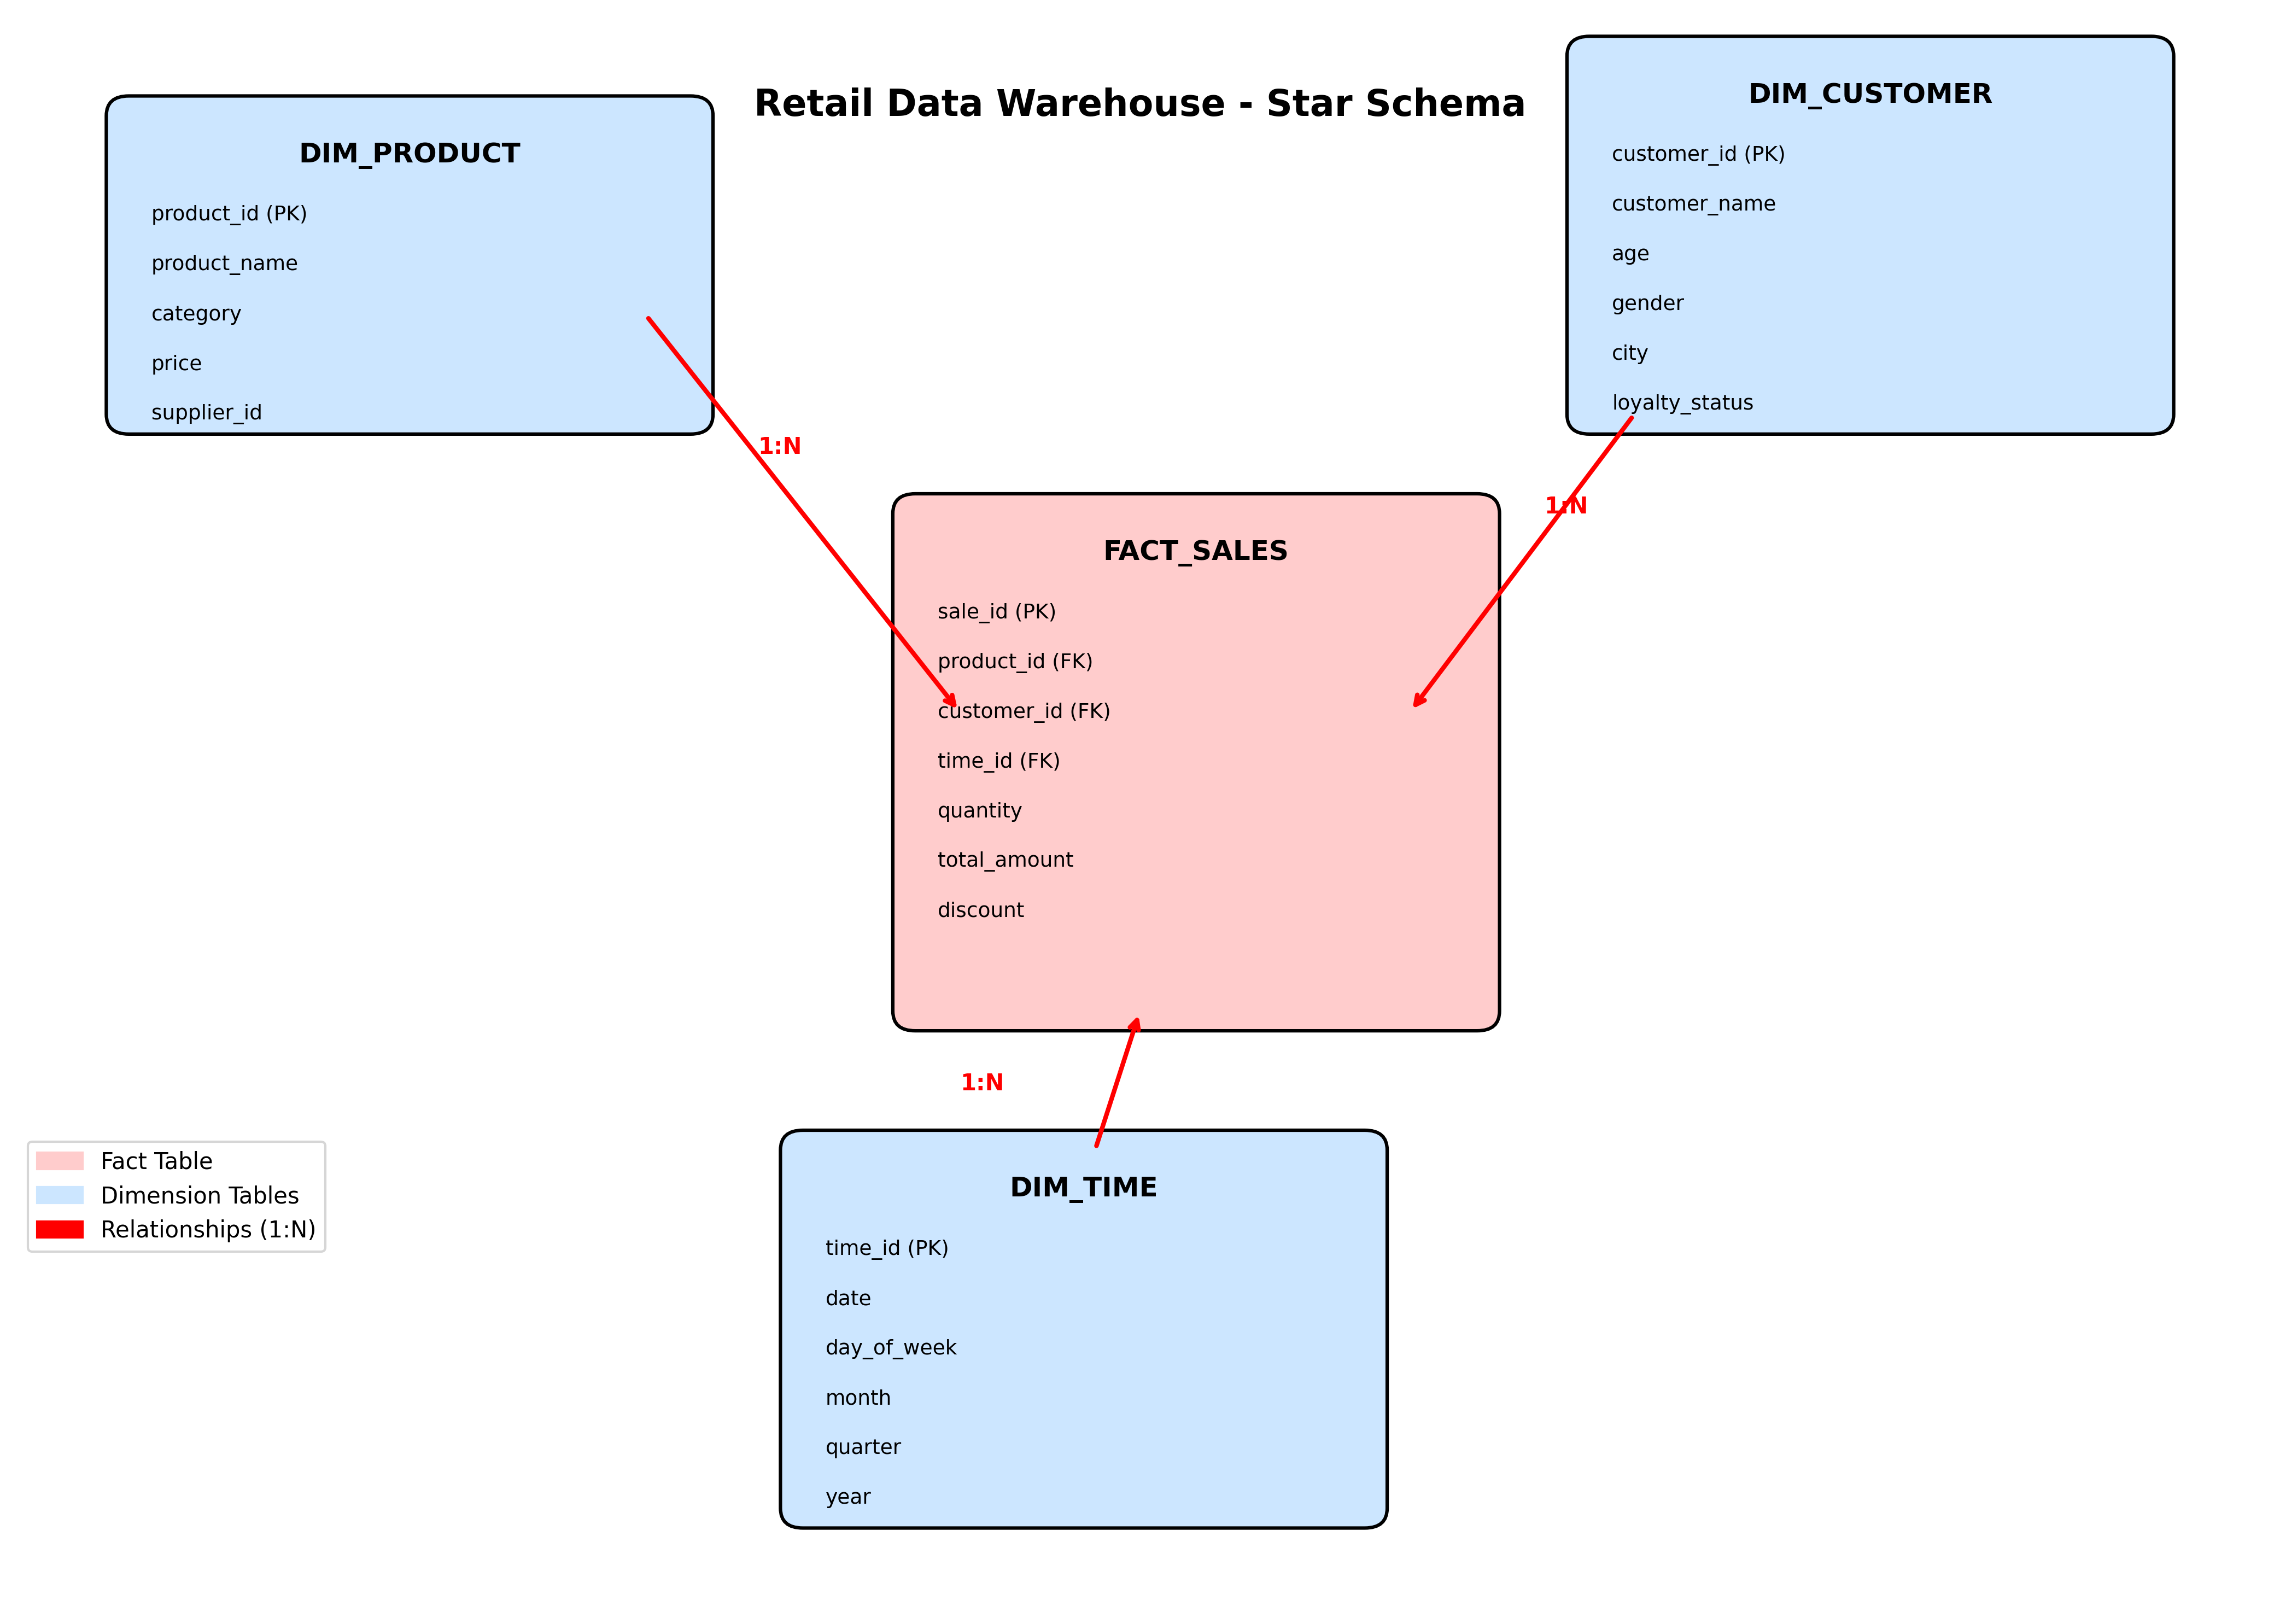 Retail Data Warehouse - Star Schema
DIM_PRODUCT
product_id (PK)
product_name
category
price
supplier_id
DIM_CUSTOMER
customer_id (PK)
customer_name
age
gender
city
loyalty_status
1:N
1:N
FACT_SALES
sale_id (PK)
product_id (FK)
customer_id (FK)
time_id (FK)
quantity
total_amount
discount
1:N
DIM_TIME
time_id (PK)
date
day_of_week
month
quarter
year
Fact Table
Dimension Tables
Relationships (1:N)